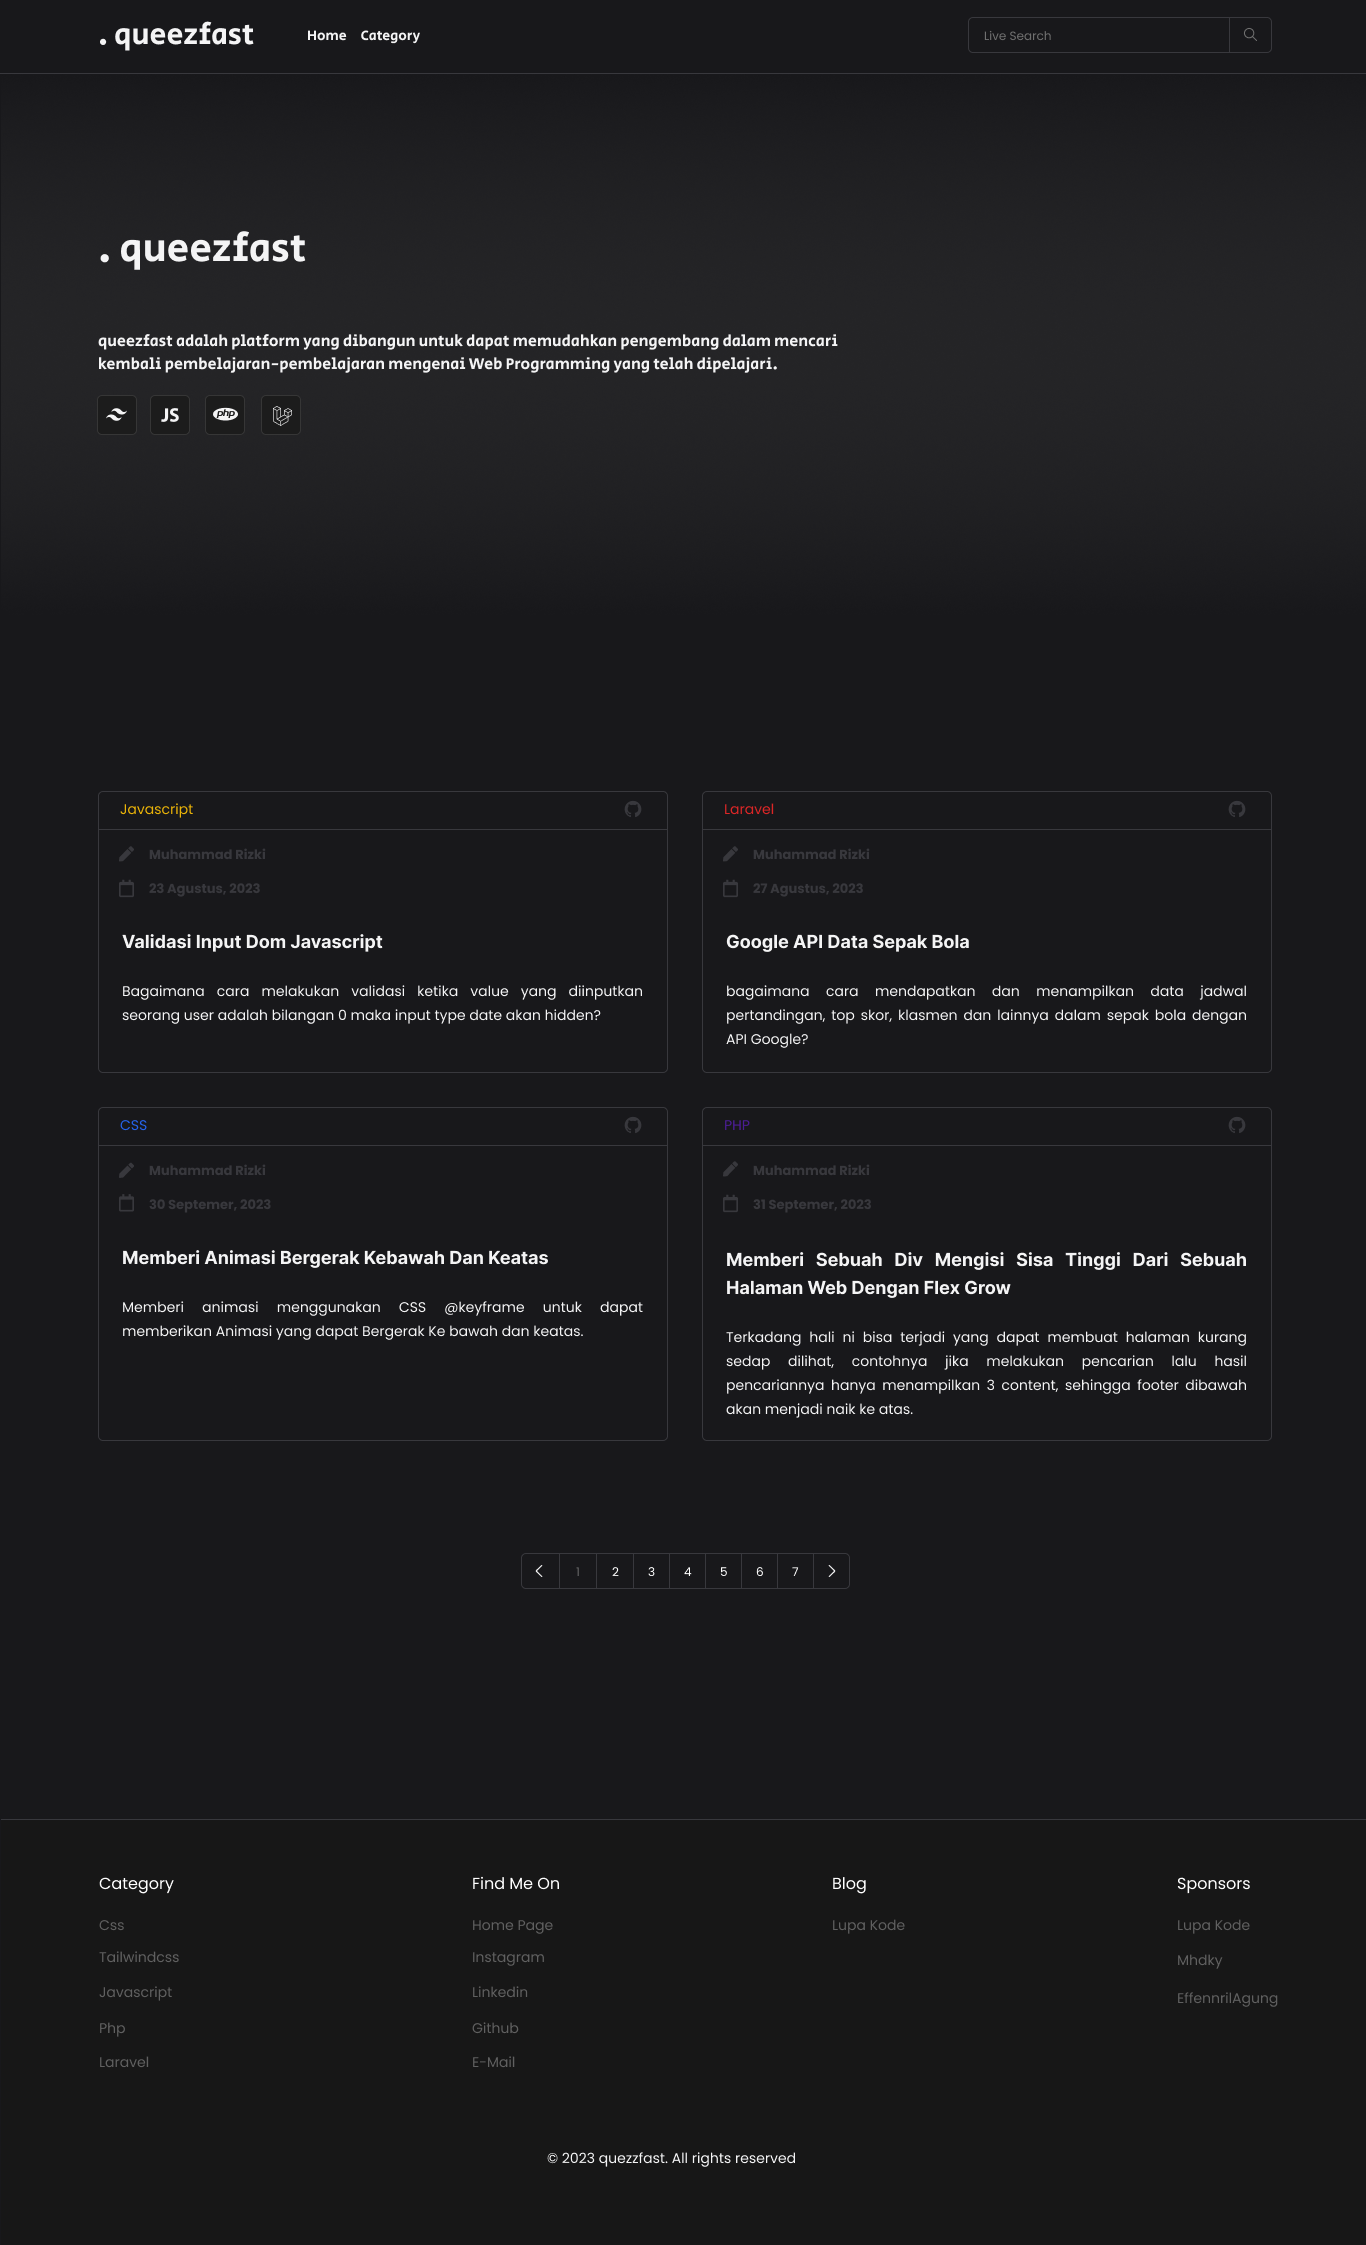 . queezfast
Home Category
Live Search
. queezfast
queezfast adalah platform yang dibangun untuk dapat memudahkan pengembang dalam mencari
kembali pembelajaran-pembelajaran mengenai Web Programming yang telah dipelajari.
JS php
Javascript
Muhammad Rizki
23 Agustus, 2023
Validasi Input Dom Javascript
Bagaimana cara melakukan validasi ketika value yang diinputkan
seorang user adalah bilangan 0 maka input type date akan hidden?
Laravel
Muhammad Rizki
27 Agustus, 2023
Google API Data Sepak Bola
bagaimana cara mendapatkan dan menampilkan data jadwal
pertandingan, top skor, klasmen dan lainnya dalam sepak bola dengan
API Google?
CSS
Muhammad Rizki
30 Septemer, 2023
Memberi Animasi Bergerak Kebawah Dan Keatas
Memberi animasi menggunakan CSS @keyframe untuk dapat
memberikan Animasi yang dapat Bergerak Ke bawah dan keatas.
PHP
Muhammad Rizki
31 Septemer, 2023
Memberi Sebuah Div Mengisi Sisa Tinggi Dari Sebuah
Halaman Web Dengan Flex Grow
Terkadang hali ni bisa terjadi yang dapat membuat halaman kurang
sedap dilihat, contohnya jika melakukan pencarian lalu hasil
pencariannya hanya menampilkan 3 content, sehingga footer dibawah
akan menjadi naik ke atas.
1 2 3 4 5 6 7
Category
Css
Tailwindcss
Javascript
Php
Laravel
Find Me On
Home Page
Instagram
Linkedin
Github
E-Mail
Blog
Lupa Kode
Sponsors
Lupa Kode
Mhdky
EffennrilAgung
© 2023 quezzfast. All rights reserved